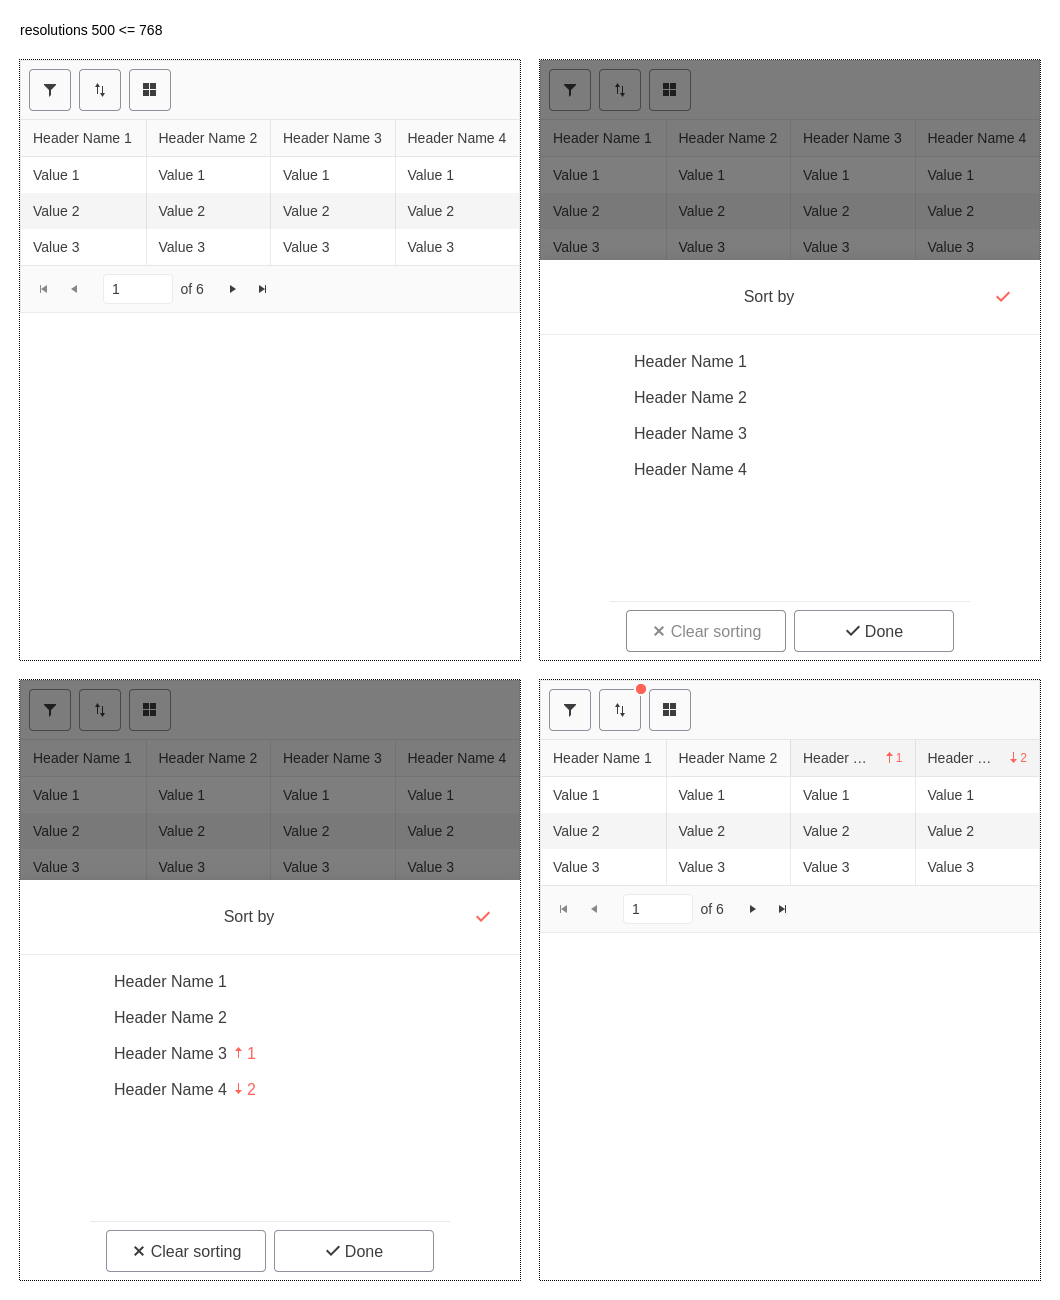 resolutions 500 <= 768
Header Name 1 Header Name 2 Header Name 3 Header Name 4
Value 1 Value 1 Value 1 Value 1
Value 2 Value 2 Value 2 Value 2
Value 3 Value 3 Value 3 Value 3
1 of 6
Header Name 1 Header Name 2 Header Name 3 Header Name 4
Value 1 Value 1 Value 1 Value 1
Value 2 Value 2 Value 2 Value 2
Value 3 Value 3 Value 3 Value 3
Sort by
Header Name 1
Header Name 2
Header Name 3
Header Name 4
Clear sorting Done
Header Name 1 Header Name 2 Header Name 3 Header Name 4
Value 1 Value 1 Value 1 Value 1
Value 2 Value 2 Value 2 Value 2
Value 3 Value 3 Value 3 Value 3
Sort by
Header Name 1
Header Name 2
Header Name 3 1
Header Name 4 2
Clear sorting Done
Header Name 1 Header Name 2 Header ... 1 Header ... 2
Value 1 Value 1 Value 1 Value 1
Value 2 Value 2 Value 2 Value 2
Value 3 Value 3 Value 3 Value 3
1 of 6